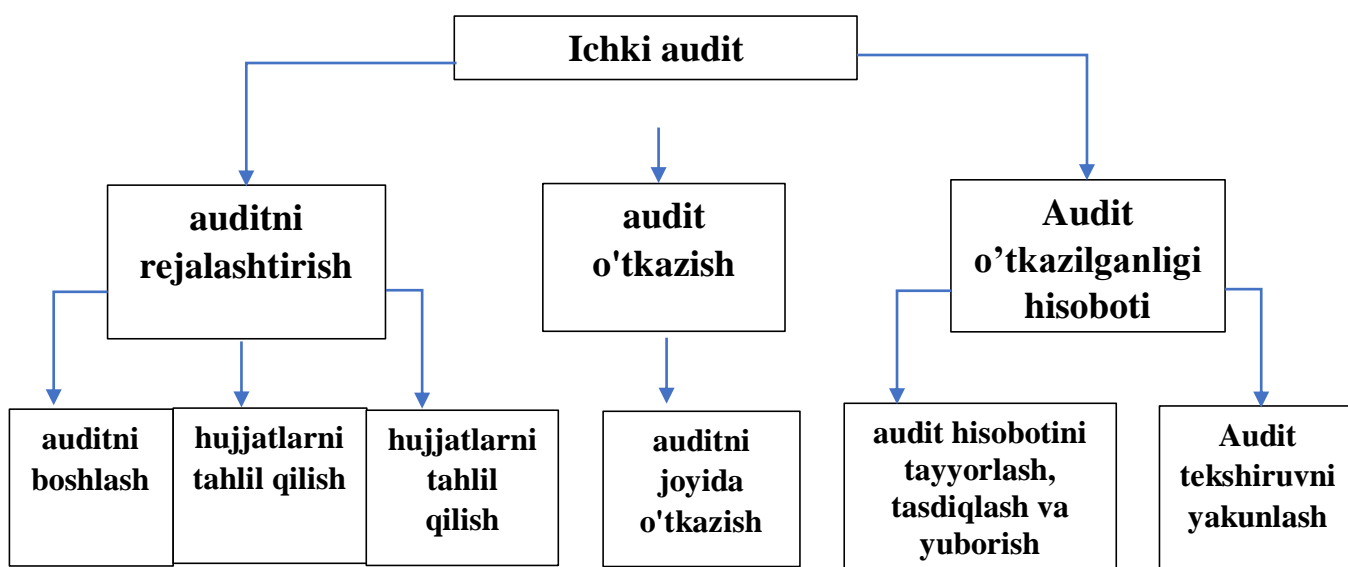 Ichki audit
auditni
rejalashtirish
audit
o'tkazish
Audit
o’tkazilganligi
hisoboti
auditni
boshlash
hujjatlarni
tahlil qilish
hujjatlarni
tahlil
qilish
auditni
joyida
o'tkazish
audit hisobotini
tayyorlash,
tasdiqlash va
yuborish
Audit
tekshiruvni
yakunlash